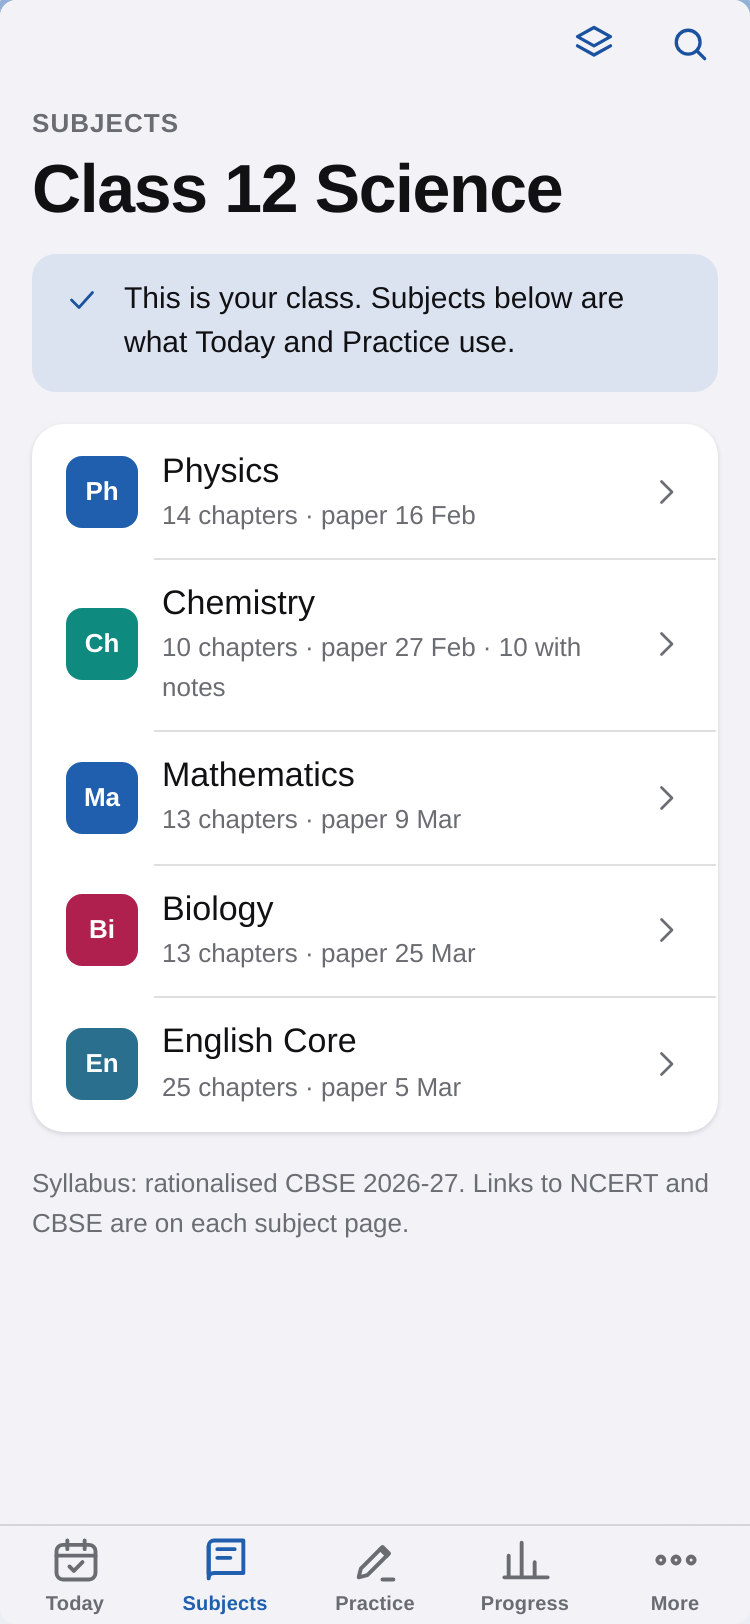 SUBJECTS
Class 12 Science
This is your class. Subjects below are
what Today and Practice use.
Ph
Physics
14 chapters · paper 16 Feb
Ch
Chemistry
10 chapters · paper 27 Feb · 10 with
notes
Ma
Mathematics
13 chapters · paper 9 Mar
Bi
Biology
13 chapters · paper 25 Mar
En
English Core
25 chapters · paper 5 Mar
Syllabus: rationalised CBSE 2026-27. Links to NCERT and
CBSE are on each subject page.
Today
Subjects
Practice
Progress
More